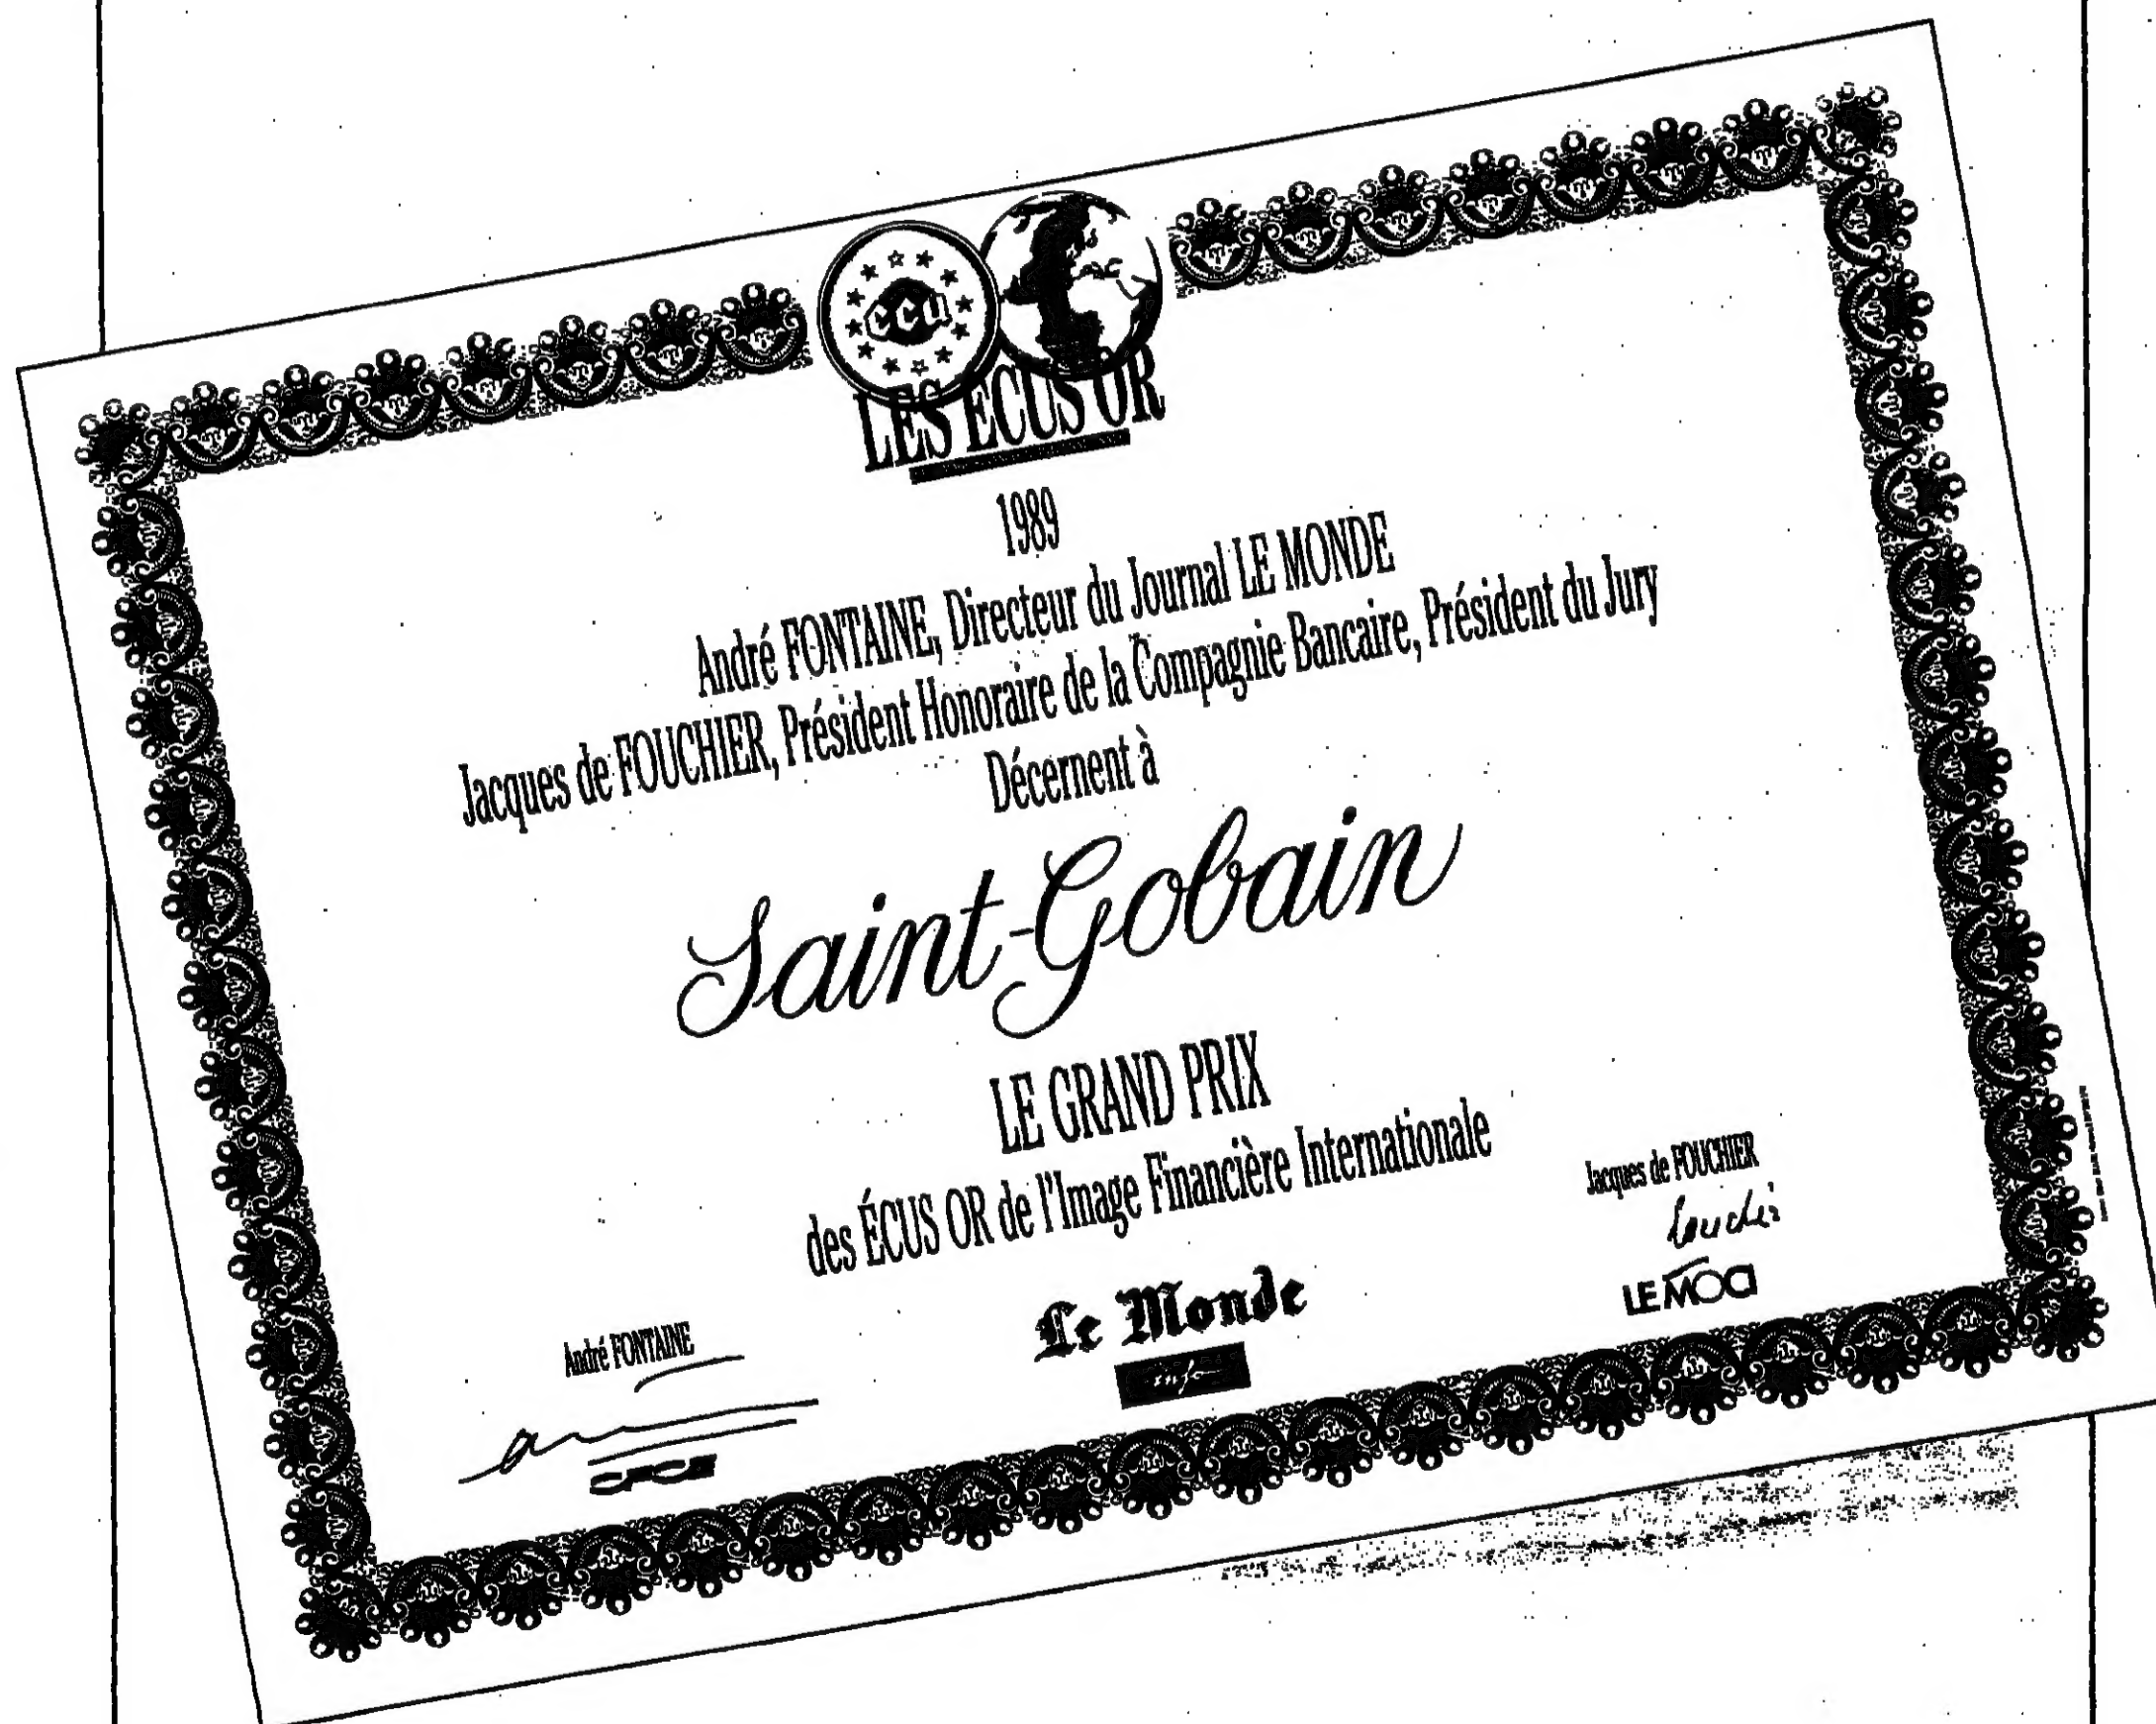 ecu
LES ECUS OR
1989
André FONTAINE, Directeur du Journal LE MONDE
Jacques de FOUCHIER, Président Honoraire de la Compagnie Bancaire, Président du Jury
Décernent à
Saint-Gobain
LE GRAND PRIX
des ÉCUS OR de l'Image Financière Internationale
Jacques de FOUCHIER
LE MOCI
Le Monde
André FONTAINE
CFCE